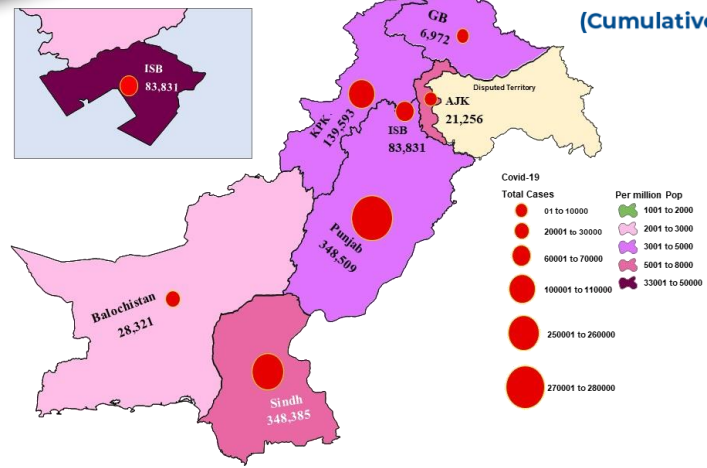 (Cumulative
ISB
83,831
GB
6,972
Disputed Territory
AJK
21,256
KPK
139,593
ISB
83,831
Punjab
348,509
Balochistan
28,321
Sindh
348,385
Covid-19
Total Cases
01 to 10000
20001 to 30000
60001 to 70000
100001 to 110000
250001 to 260000
270001 to 280000
Per million Pop
1001 to 2000
2001 to 3000
3001 to 5000
5001 to 8000
33001 to 50000